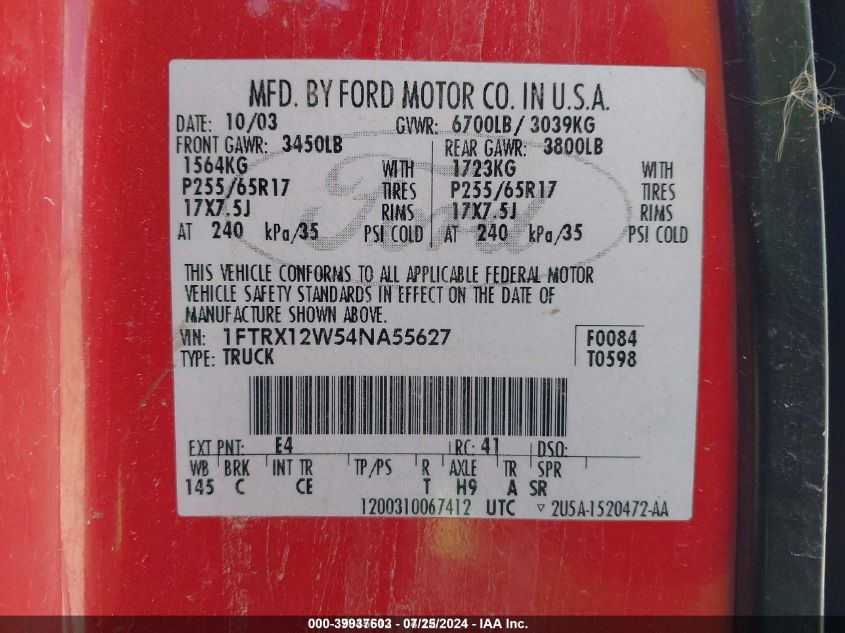 MFD. BY FORD MOTOR CO. IN U.S.A.
DATE: 10/03 GVWR: 6700LB/ 3039KG
FRONT GAWR: 3450LB REAR GAWR: 3800LB
1564KG WITH 1723KG WITH
P255/65R17 TIRES P255/65R17 TIRES
17X7.5J RIMS 17X7.5J RIMS
AT 240 kPa/35 PSI COLD AT 240 kPa/35 PSI COLD
Ford
THIS VEHICLE CONFORMS TO ALL APPLICABLE FEDERAL MOTOR
VEHICLE SAFETY STANDARDS IN EFFECT ON THE DATE OF
MANUFACTURE SHOWN ABOVE.
VIN: 1FTRX12W54NA55627 F0084
TYPE: TRUCK T0598
EXT PNT: E4 RC: 41 DSO:
WB BRK INT TR TP/PS R AXLE TR SPR
145 C CE T H9 A SR
1200310067412 UTC 2U5A-1520472-AA
000-39937603 - 07/25/2024 - IAA Inc.